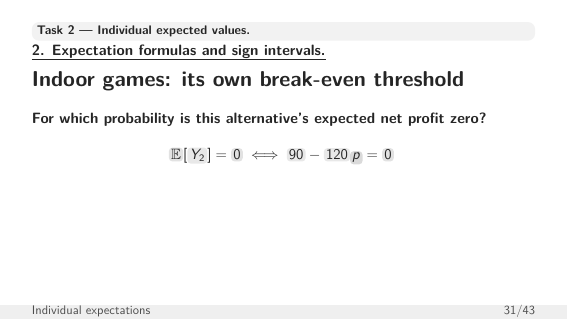 Task 2 — Individual expected values.
2. Expectation formulas and sign intervals.
Indoor games: its own break-even threshold
For which probability is this alternative's expected net profit zero?
𝔼[Y₂] = 0 ⟺ 90 − 120 p = 0
Individual expectations 31/43